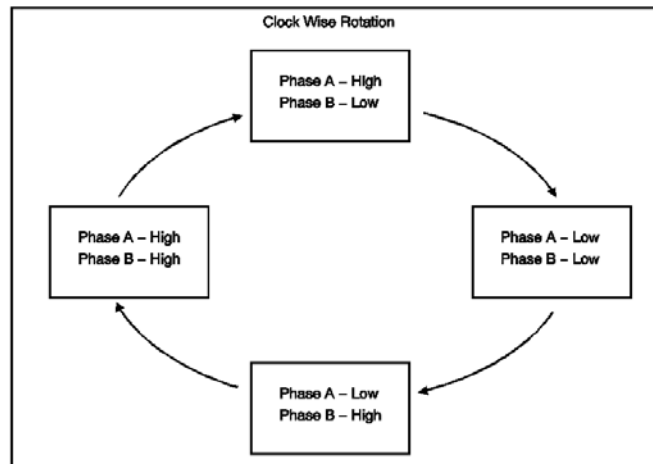 Clock Wise Rotation
Phase A – High
Phase B – Low
Phase A – High
Phase B – High
Phase A – Low
Phase B – Low
Phase A – Low
Phase B – High